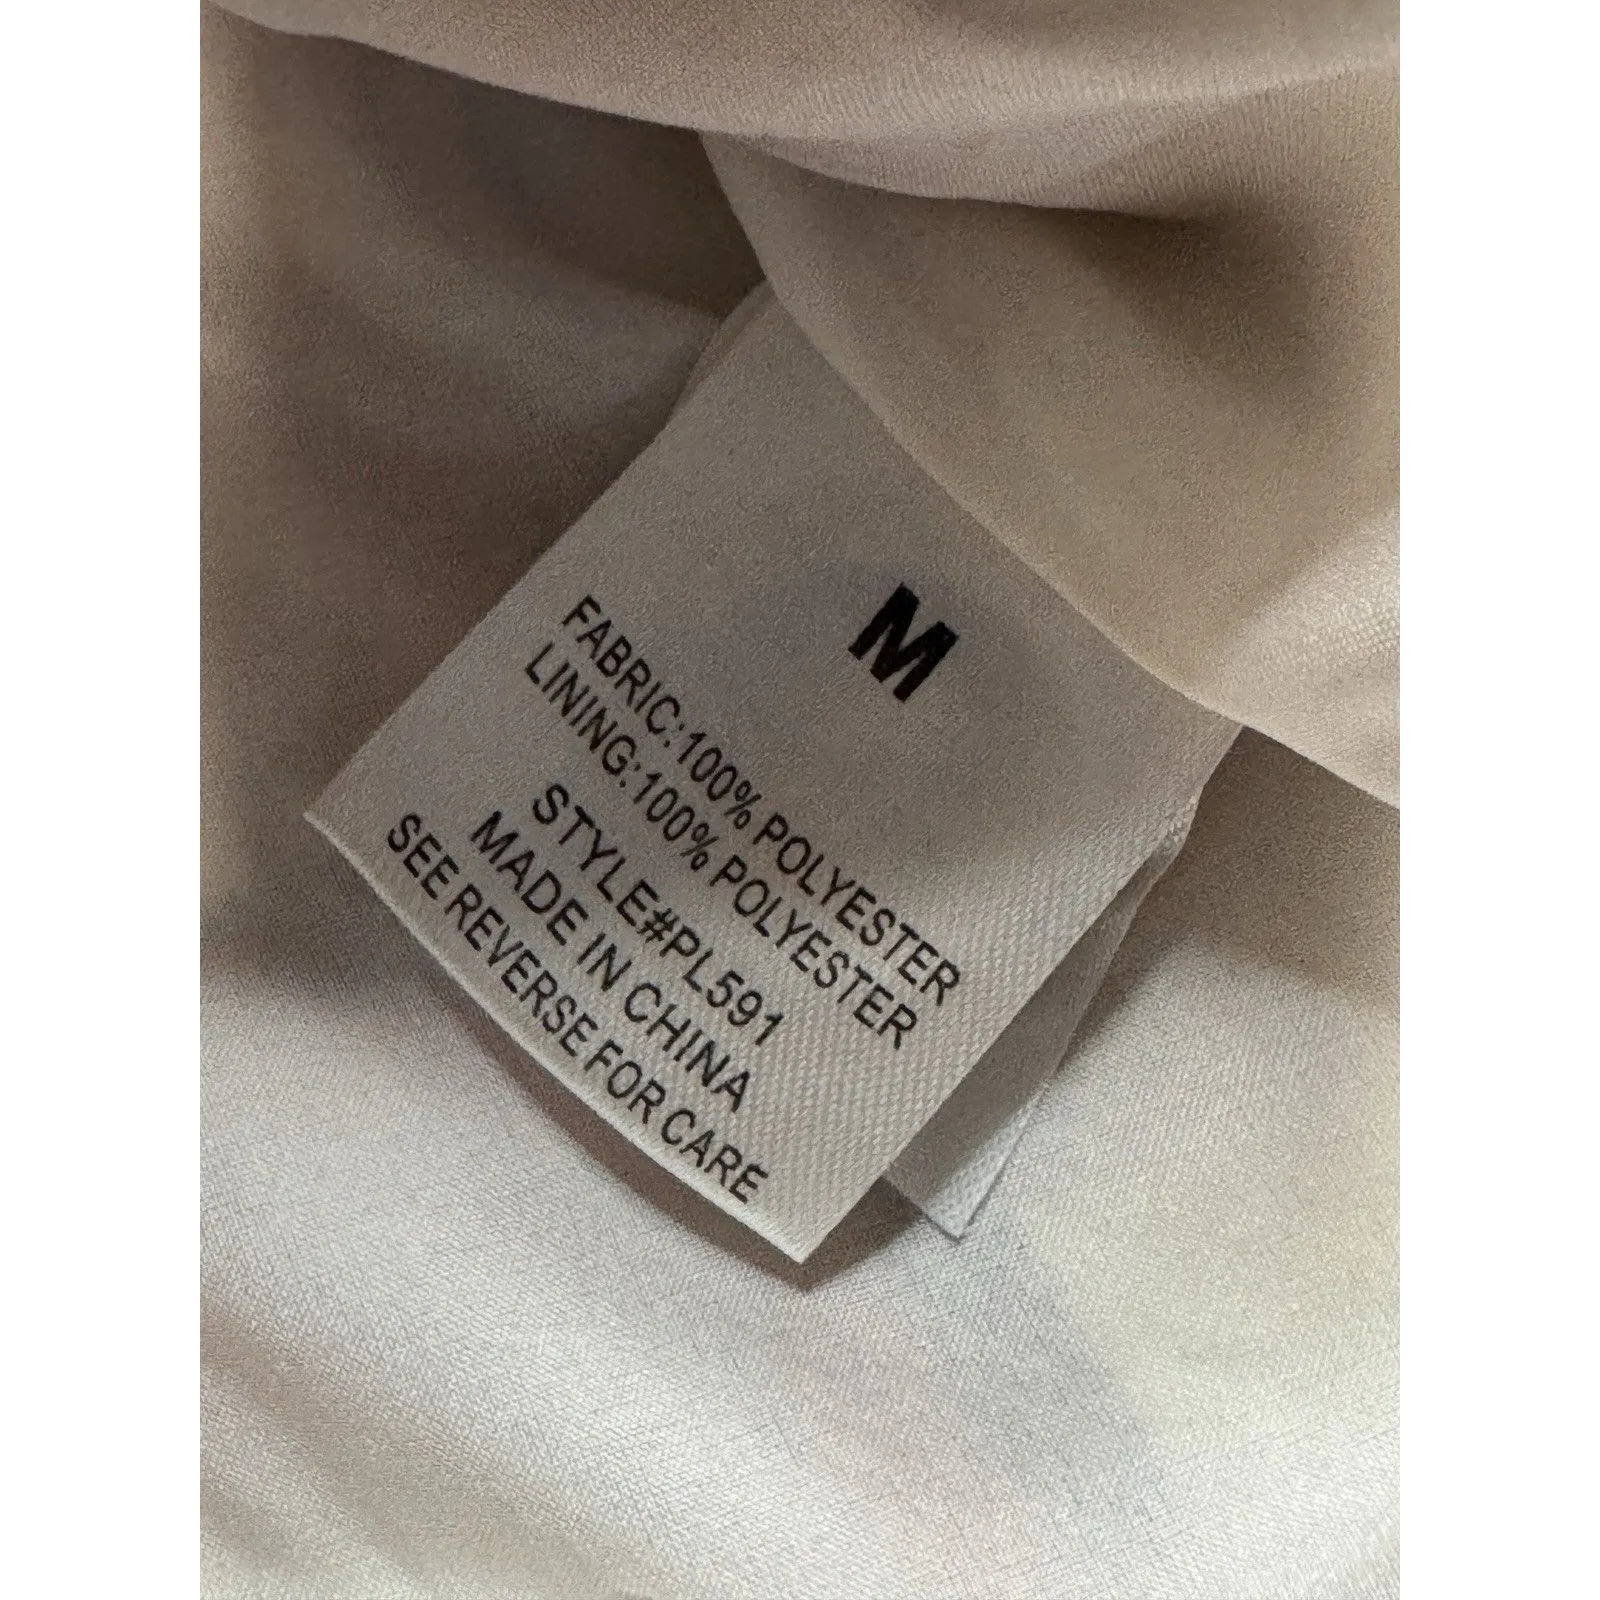 M
FABRIC:100% POLYESTER
LINING:100% POLYESTER
STYLE#PL591
MADE IN CHINA
SEE REVERSE FOR CARE